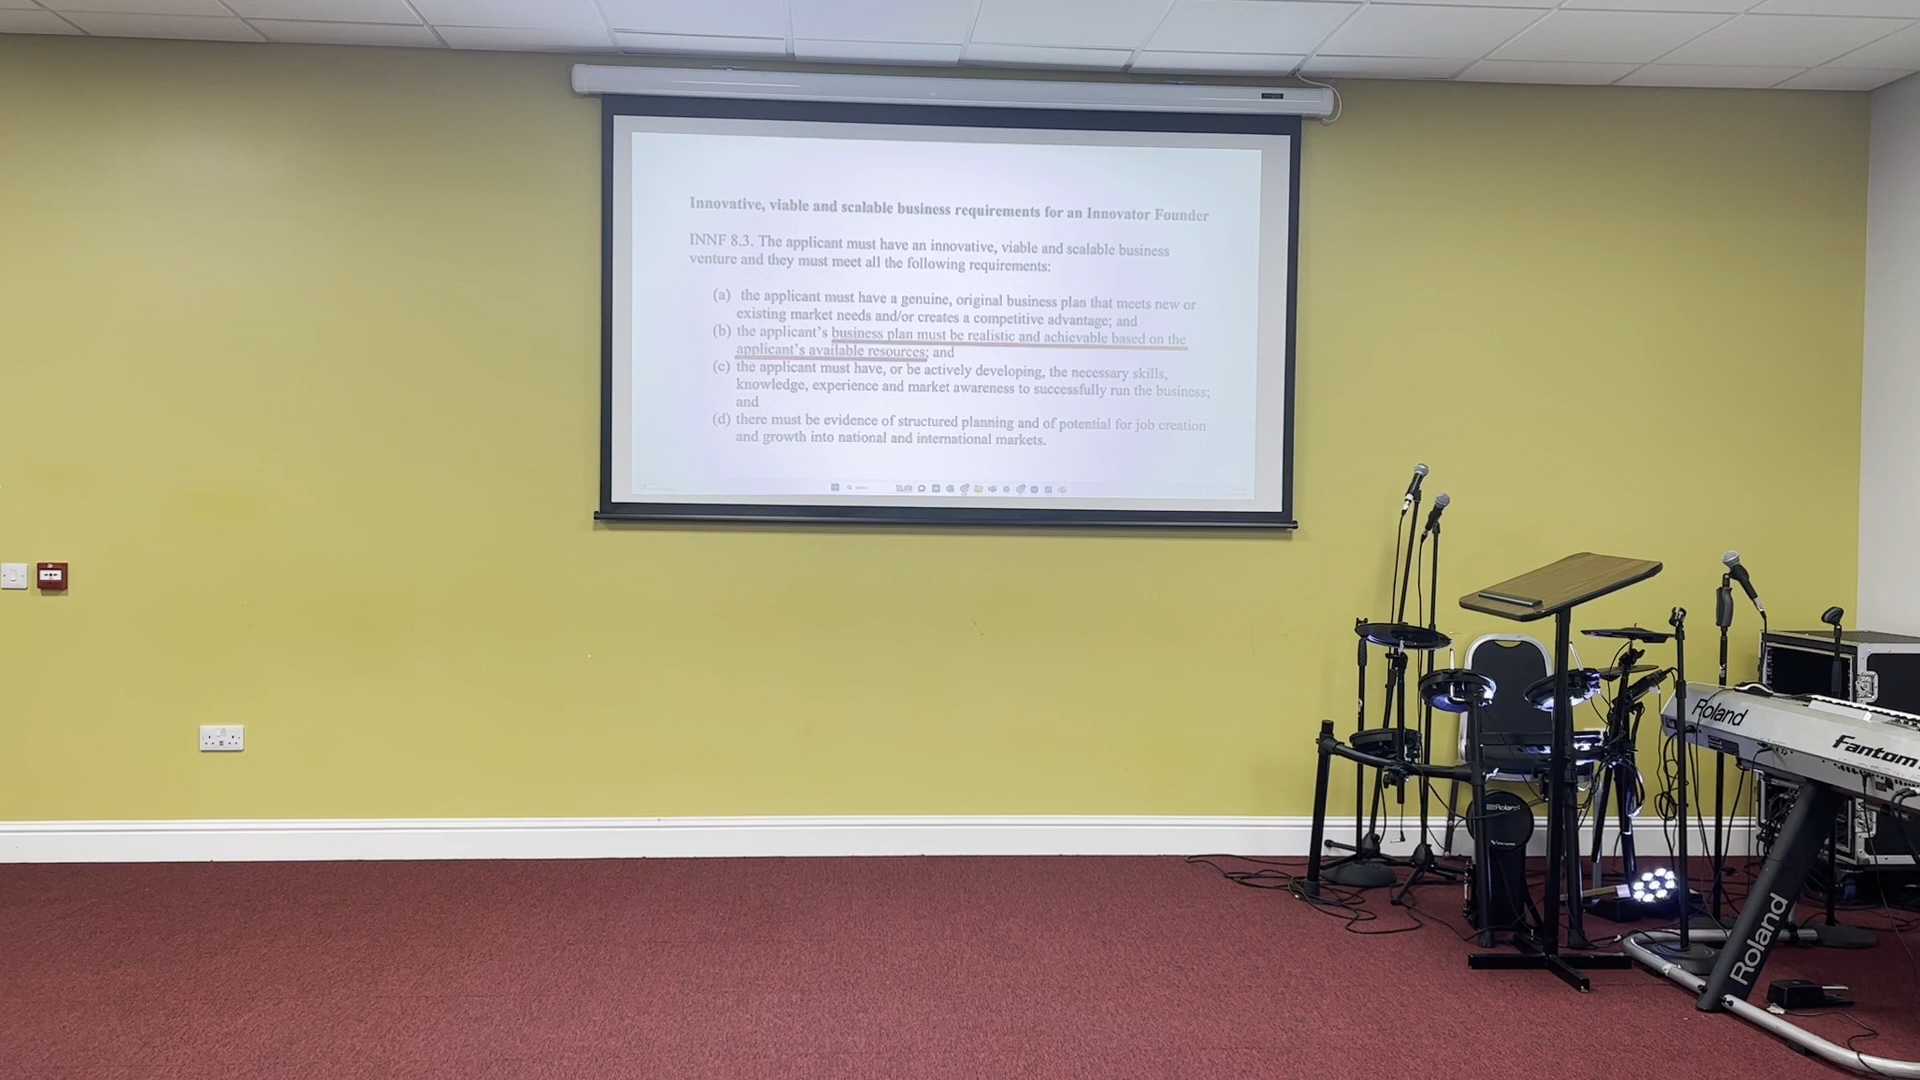 Innovative, viable and scalable business requirements for an Innovator Founder
INNF 8.3. The applicant must have an innovative, viable and scalable business
venture and they must meet all the following requirements:
(a) the applicant must have a genuine, original business plan that meets new or
existing market needs and/or creates a competitive advantage; and
(b) the applicant's business plan must be realistic and achievable based on the
applicant's available resources; and
(c) the applicant must have, or be actively developing, the necessary skills,
knowledge, experience and market awareness to successfully run the business;
and
(d) there must be evidence of structured planning and of potential for job creation
and growth into national and international markets.
Search
Roland
Fantom
Roland
Roland